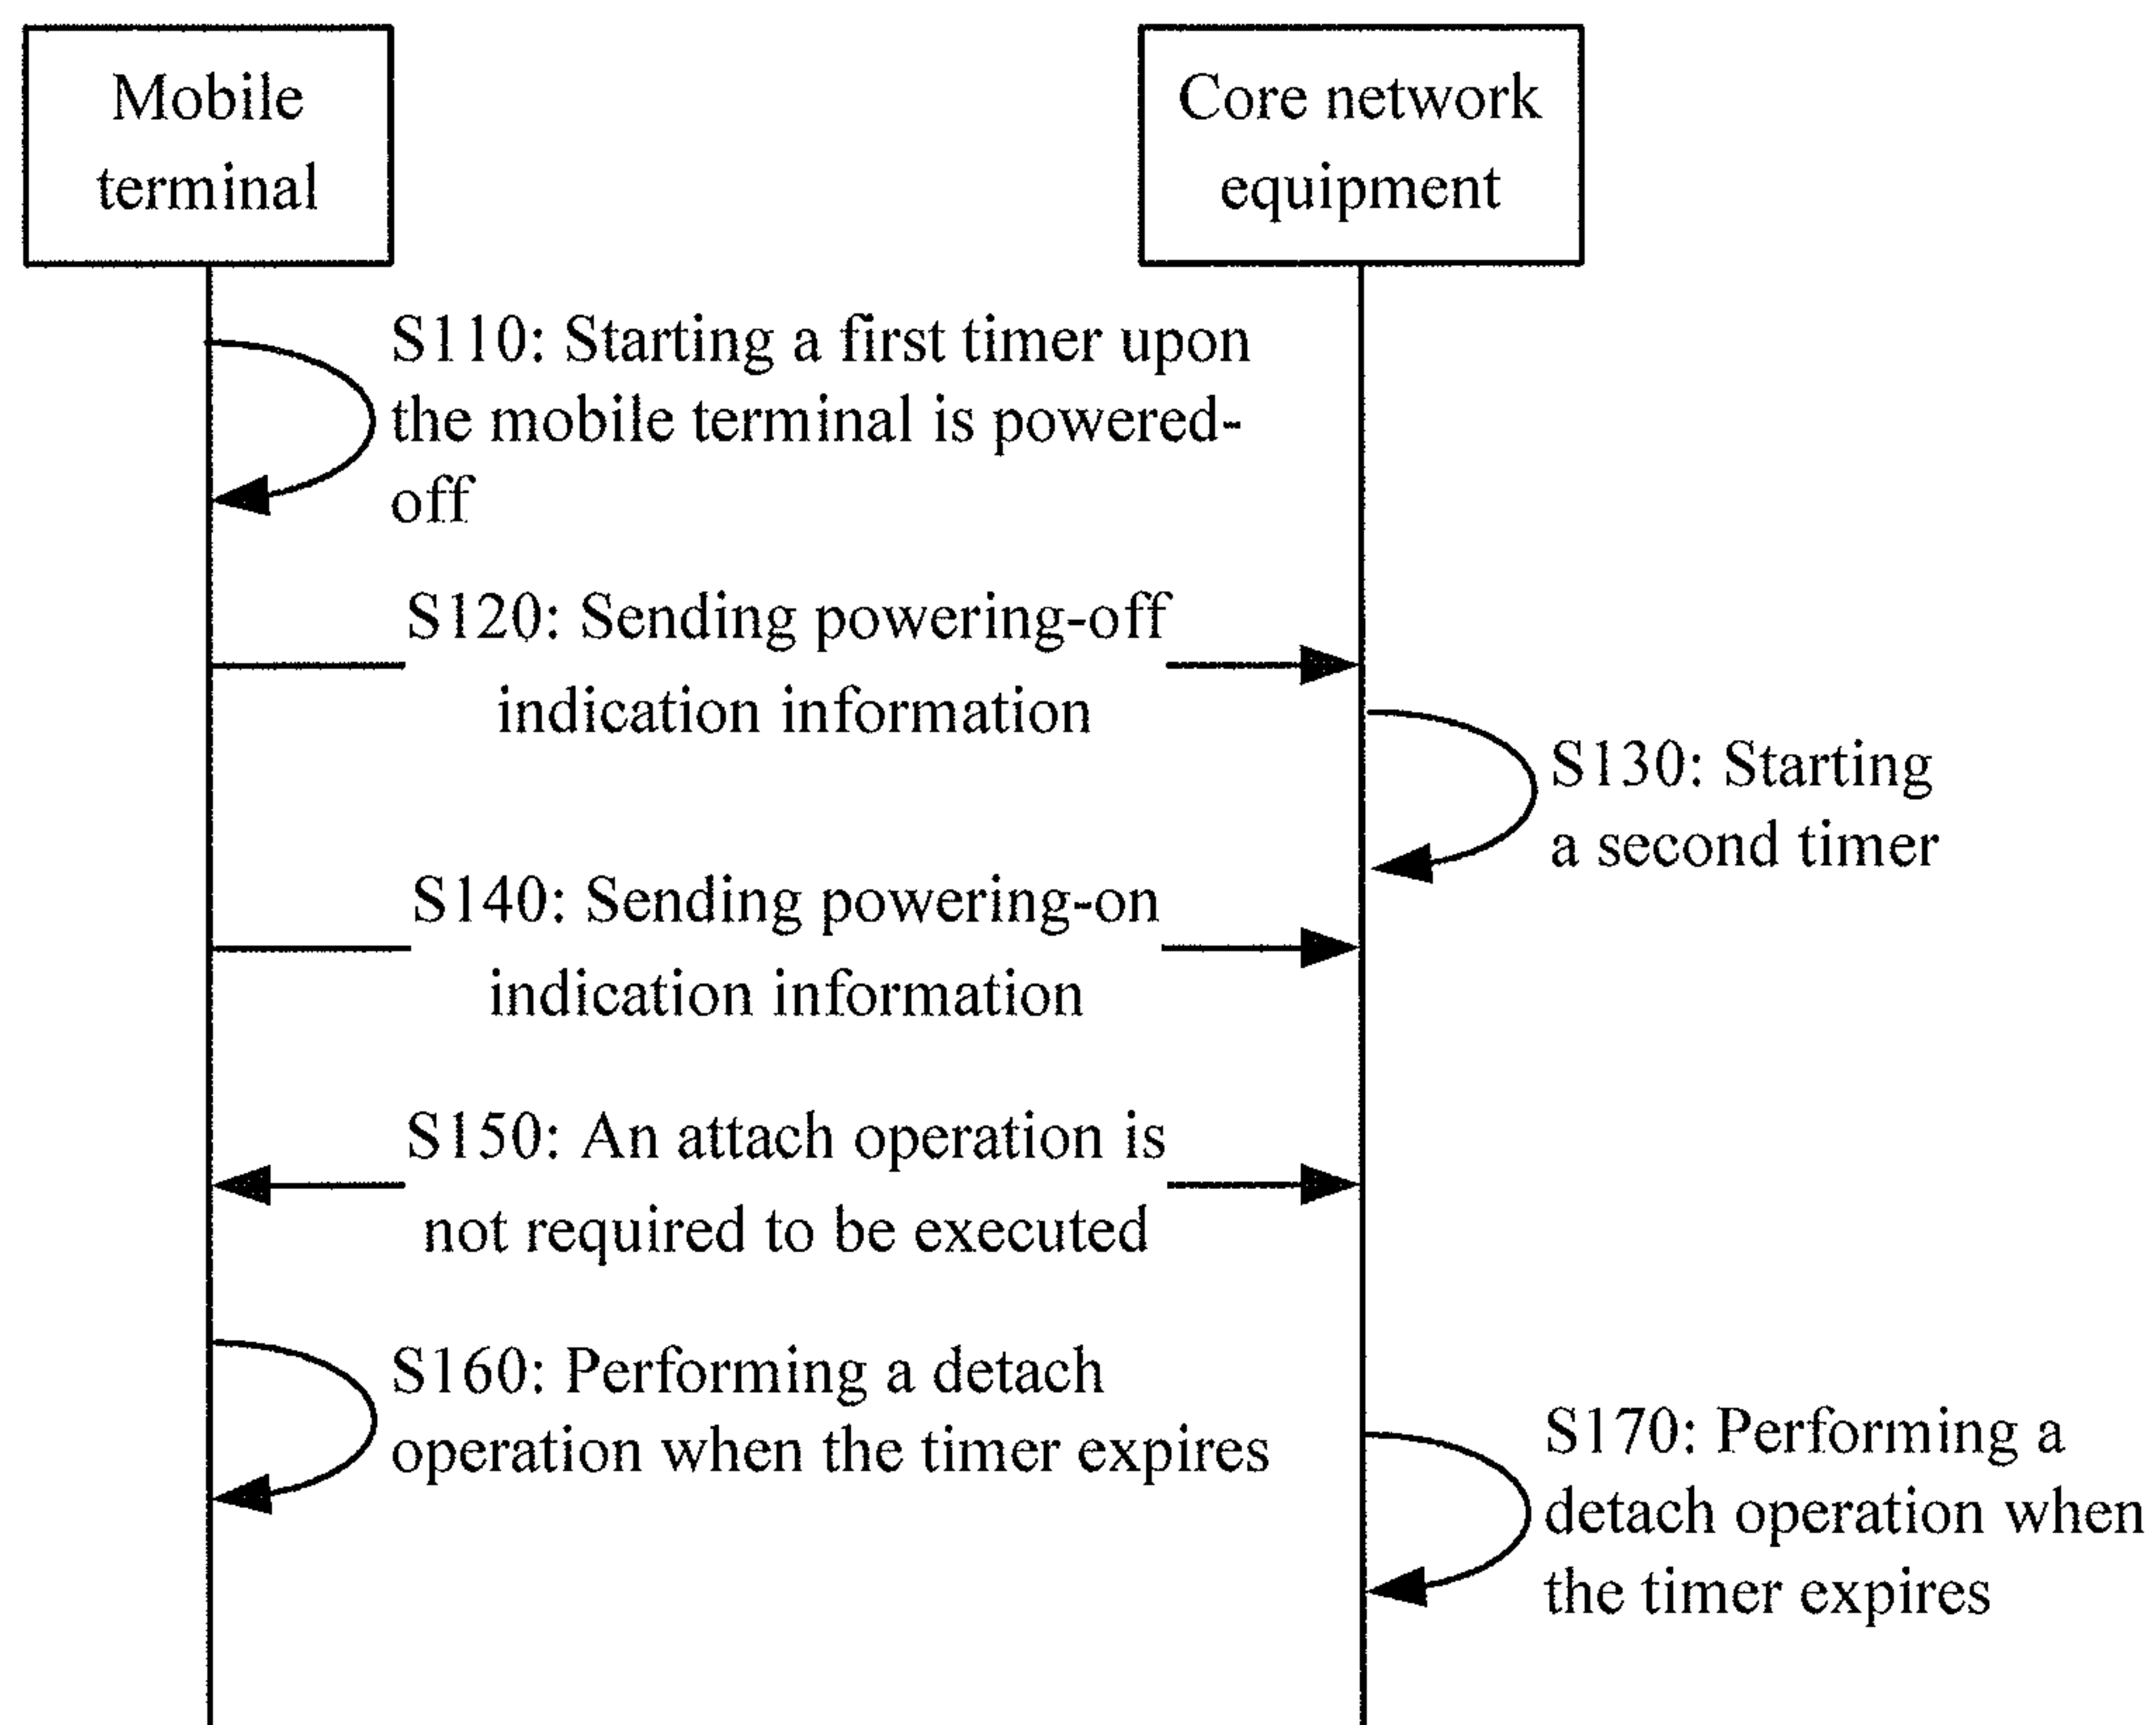 Mobile
terminal
Core network
equipment
S110: Starting a first timer upon
the mobile terminal is powered-
off
S120: Sending powering-off
indication information
S130: Starting
a second timer
S140: Sending powering-on
indication information
S150: An attach operation is
not required to be executed
S160: Performing a detach
operation when the timer expires
S170: Performing a
detach operation when
the timer expires